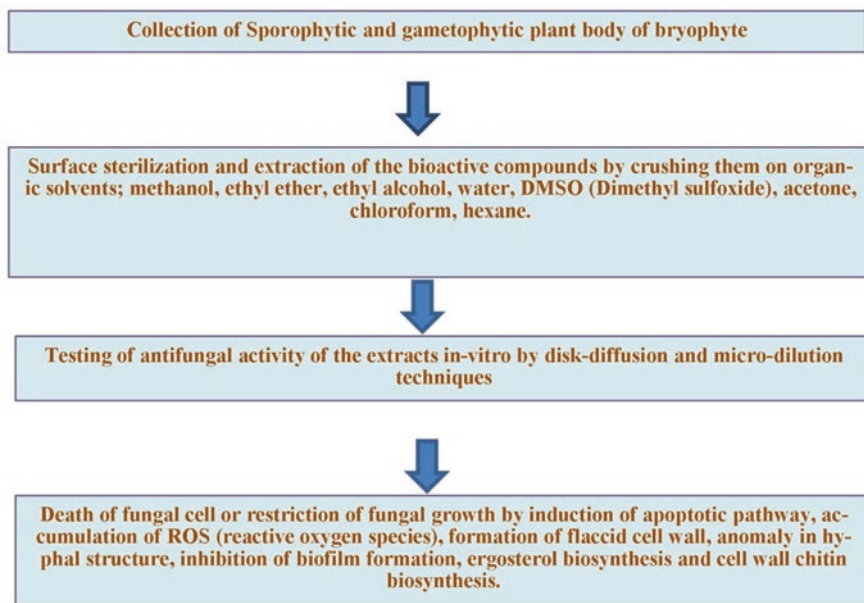 Collection of Sporophytic and gametophytic plant body of bryophyte
Surface sterilization and extraction of the bioactive compounds by crushing them on organ-
ic solvents; methanol, ethyl ether, ethyl alcohol, water, DMSO (Dimethyl sulfoxide), acetone,
chloroform, hexane.
Testing of antifungal activity of the extracts in-vitro by disk-diffusion and micro-dilution
techniques
Death of fungal cell or restriction of fungal growth by induction of apoptotic pathway, ac-
cumulation of ROS (reactive oxygen species), formation of flaccid cell wall, anomaly in hy-
phal structure, inhibition of biofilm formation, ergosterol biosynthesis and cell wall chitin
biosynthesis.